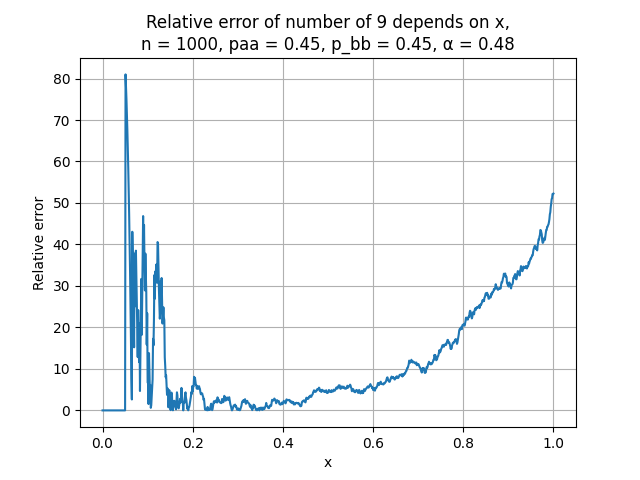 Relative error of number of 9 depends on x,
n = 1000, paa = 0.45, p_bb = 0.45, α = 0.48
80
70
60
50
40
30
20
10
0
Relative error
0.0 0.2 0.4 0.6 0.8 1.0
x